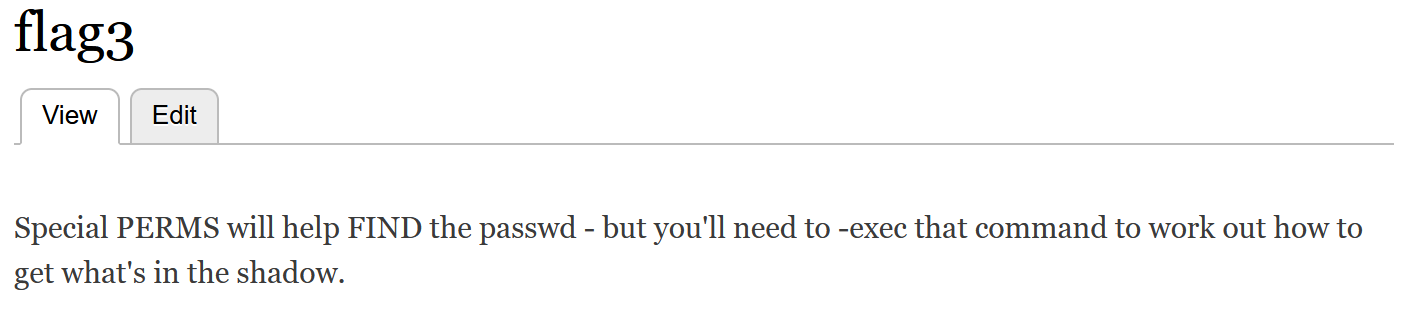 flag3
View Edit
Special PERMS will help FIND the passwd - but you'll need to -exec that command to work out how to
get what's in the shadow.